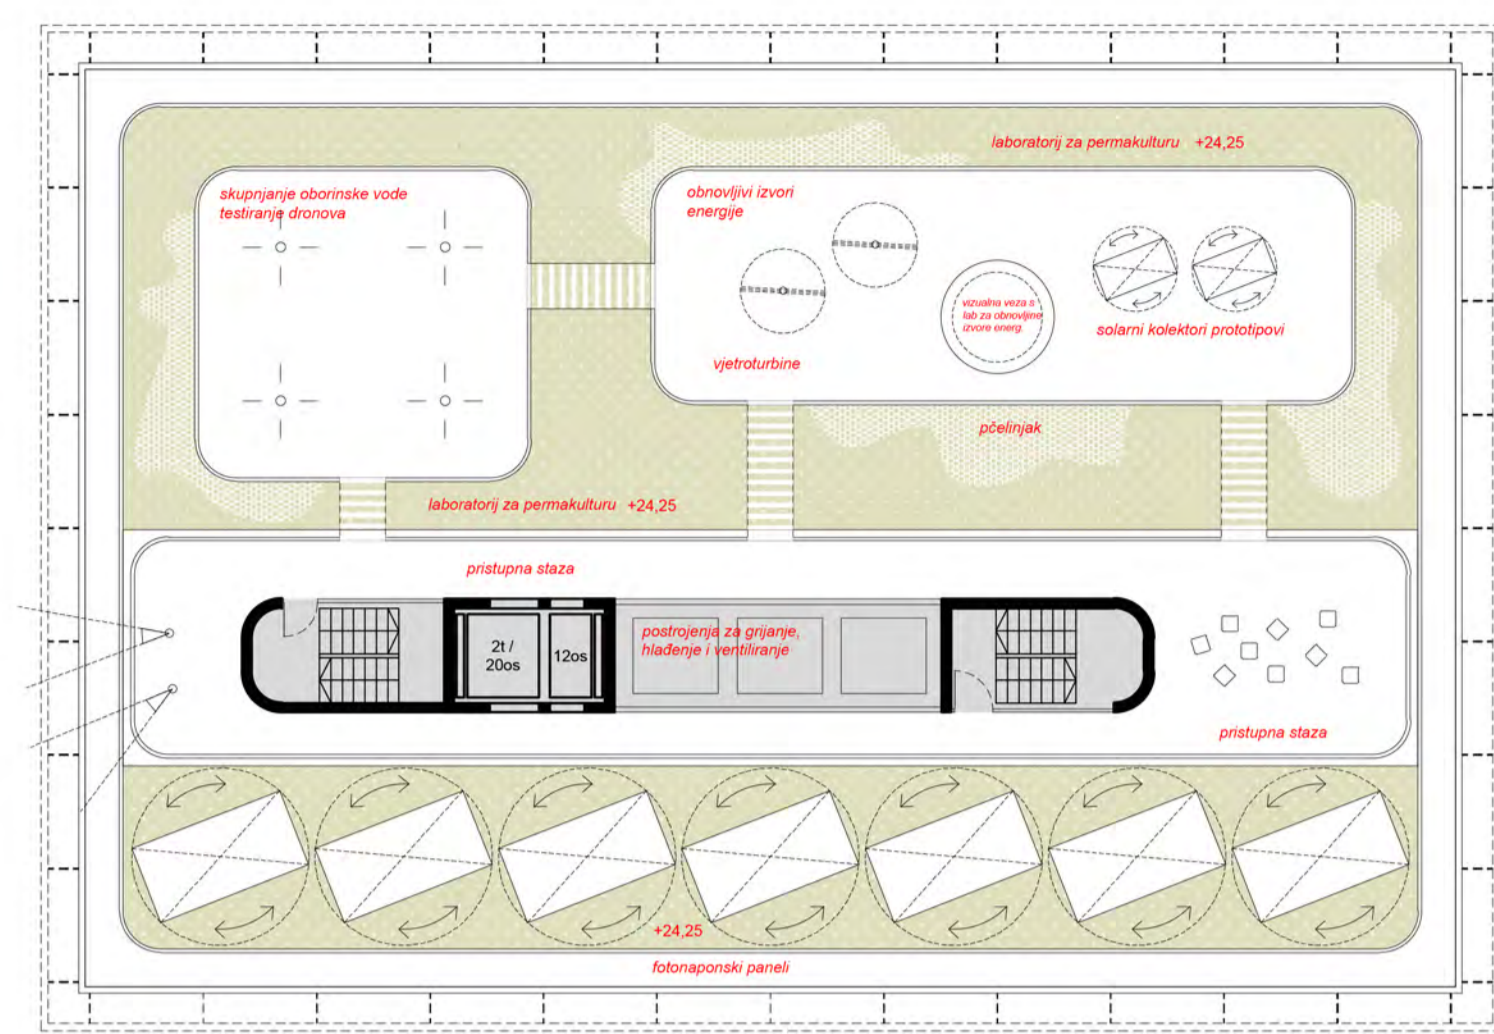 laboratorij za permakulturu +24,25
skupnjanje oborinske vode
testiranje dronova
obnovljivi izvori
energije
vizualna veza s
lab za obnovljine
izvore energ.
solarni kolektori prototipovi
vjetroturbine
pčelinjak
laboratorij za permakulturu +24,25
pristupna staza
postrojenja za grijanje,
hlađenje i ventiliranje
2t /
20os
12os
pristupna staza
+24,25
fotonaponski paneli